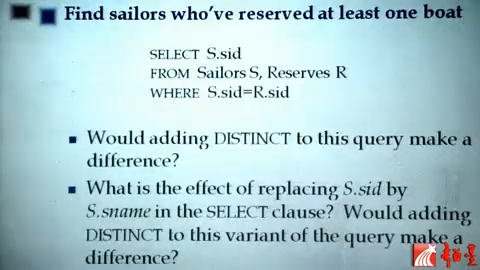 Find sailors who've reserved at least one boat
SELECT S.sid
FROM Sailors S, Reserves R
WHERE S.sid=R.sid
Would adding DISTINCT to this query make a
difference?
What is the effect of replacing S.sid by
S.sname in the SELECT clause? Would adding
DISTINCT to this variant of the query make a
difference?